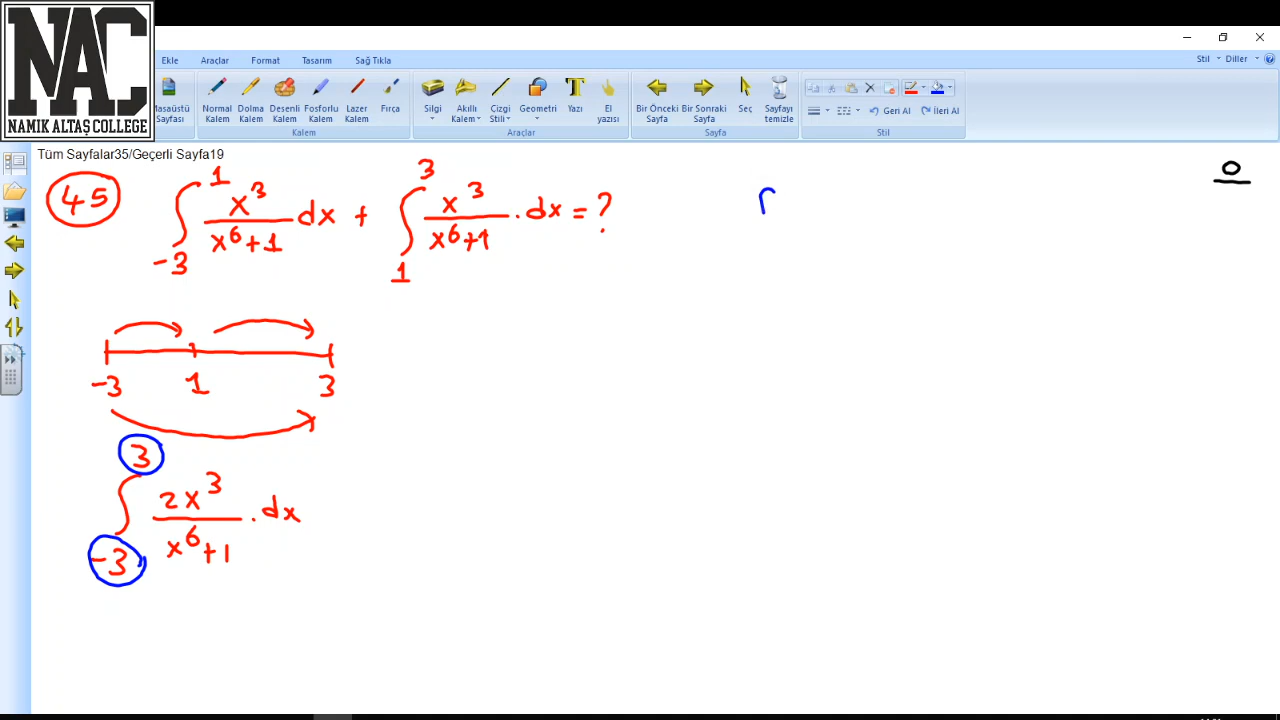 NAC
NAMIK ALTAŞ COLLEGE
Ekle Araçlar Format Tasarım Sağ Tıkla
Stil Diller
Masaüstü Sayfası
Normal Kalem
Dolma Kalem
Desenli Kalem
Fosforlu Kalem
Lazer Kalem
Fırça
Silgi
Akıllı Kalem
Çizgi Stili
Geometri
Yazı
El yazısı
Bir Önceki Sayfa
Bir Sonraki Sayfa
Seç
Sayfayı temizle
Geri Al
İleri Al
Kalem Araçlar Sayfa Stil
Tüm Sayfalar35/Geçerli Sayfa19
45 ∫_{-3}^{1} x³/(x⁶+1) dx + ∫_{1}^{3} x³/(x⁶+1) . dx = ?
0
-3 1 3
∫_{-3}^{3} 2x³/(x⁶+1) . dx